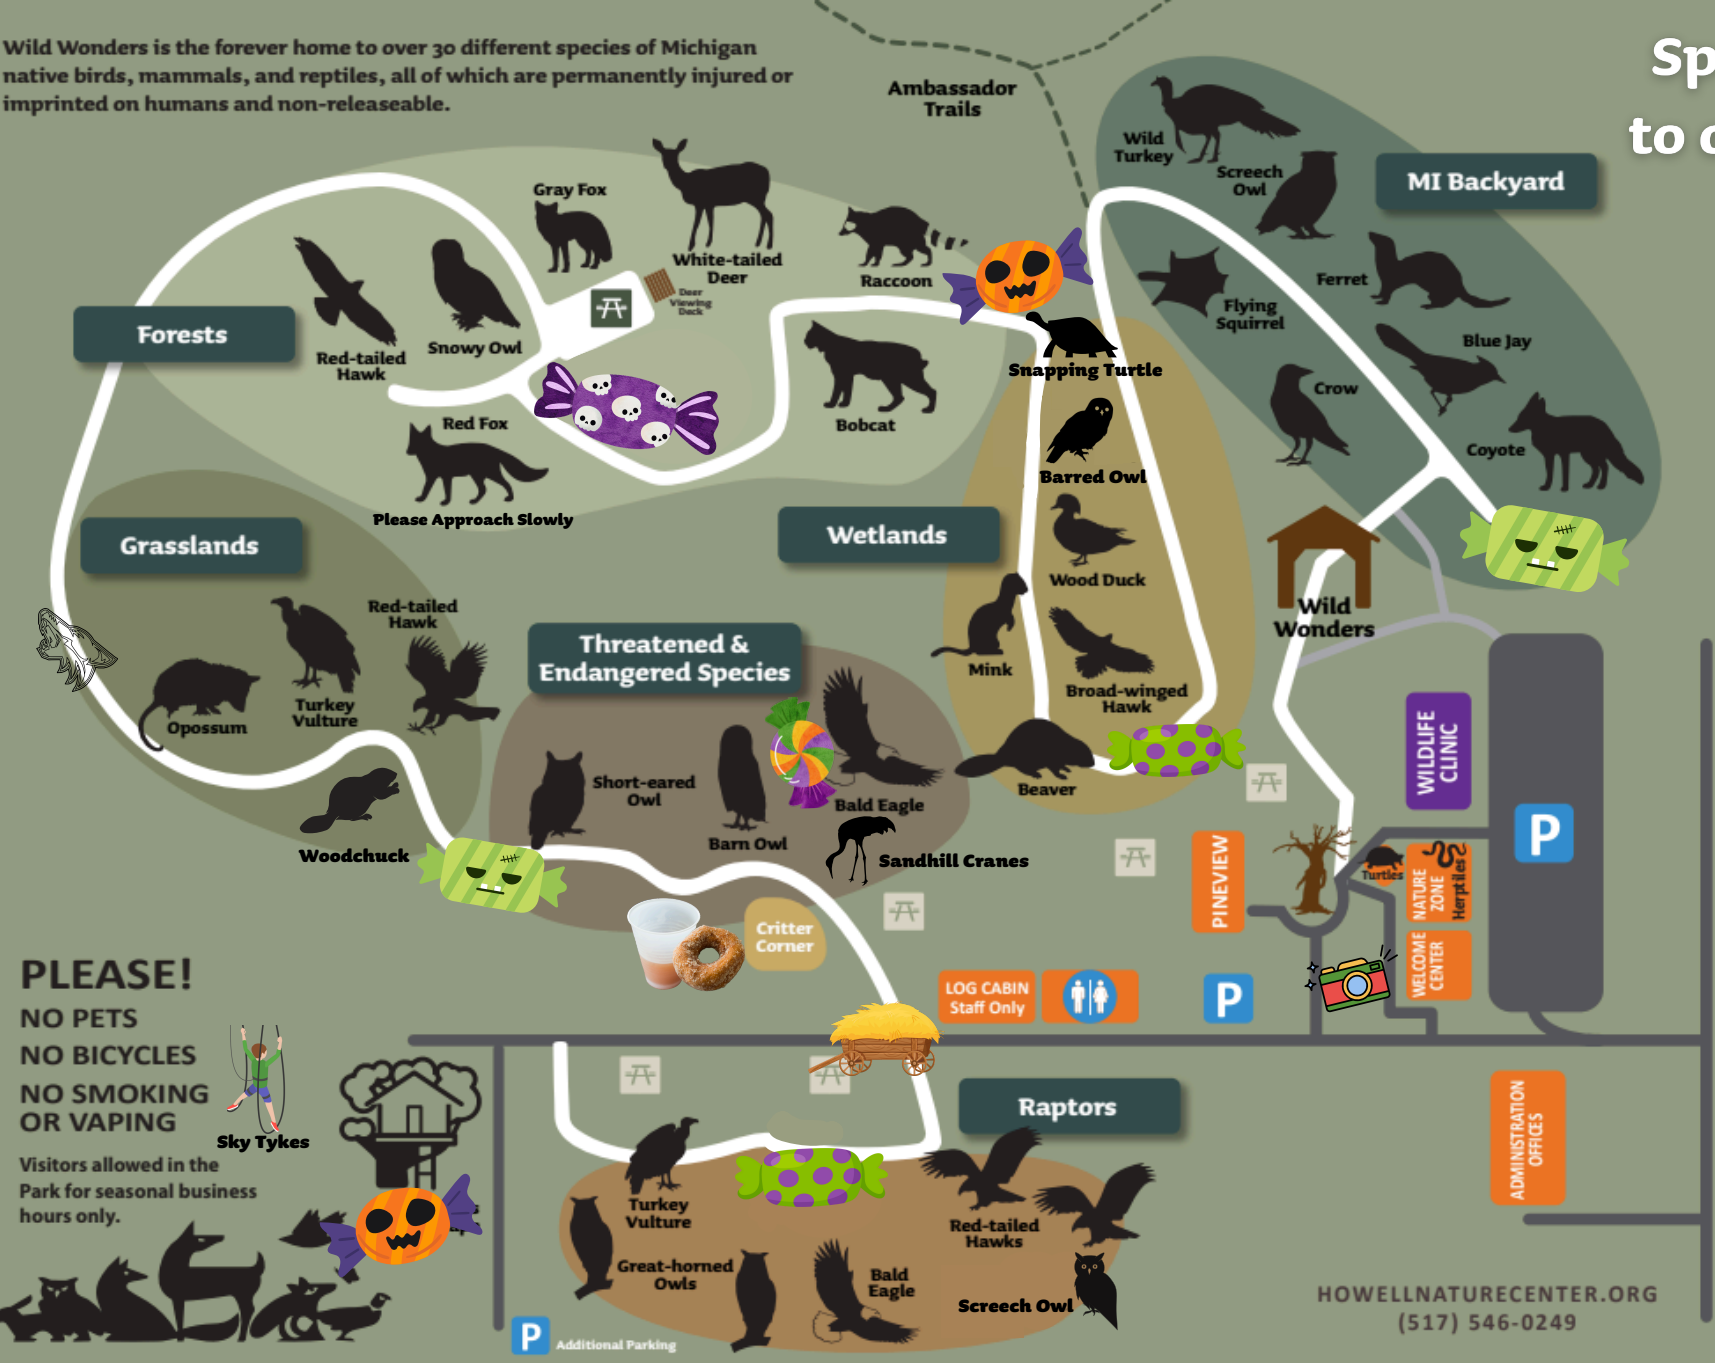 Wild Wonders is the forever home to over 30 different species of Michigan
native birds, mammals, and reptiles, all of which are permanently injured or
imprinted on humans and non-releaseable.
Sp
to
Ambassador
Trails
Wild
Turkey
Screech
Owl
MI Backyard
Ferret
Flying
Squirrel
Blue Jay
Crow
Coyote
Gray Fox
White-tailed
Deer
Deer
Viewing
Deck
Raccoon
Forests
Red-tailed
Hawk
Snowy Owl
Red Fox
Please Approach Slowly
Bobcat
Snapping Turtle
Barred Owl
Wetlands
Wood Duck
Mink
Broad-winged
Hawk
Beaver
Grasslands
Red-tailed
Hawk
Turkey
Vulture
Opossum
Woodchuck
Threatened &
Endangered Species
Short-eared
Owl
Barn Owl
Bald Eagle
Sandhill Cranes
Critter
Corner
Wild
Wonders
WILDLIFE
CLINIC
P
PINEVIEW
Turtles
NATURE
ZONE
Herptiles
WELCOME
CENTER
LOG CABIN
Staff Only
P
PLEASE!
NO PETS
NO BICYCLES
NO SMOKING
OR VAPING
Visitors allowed in the
Park for seasonal business
hours only.
Sky Tykes
Raptors
Turkey
Vulture
Great-horned
Owls
Bald
Eagle
Red-tailed
Hawks
Screech Owl
P Additional Parking
ADMINISTRATION
OFFICES
HOWELLNATURECENTER.ORG
(517) 546-0249